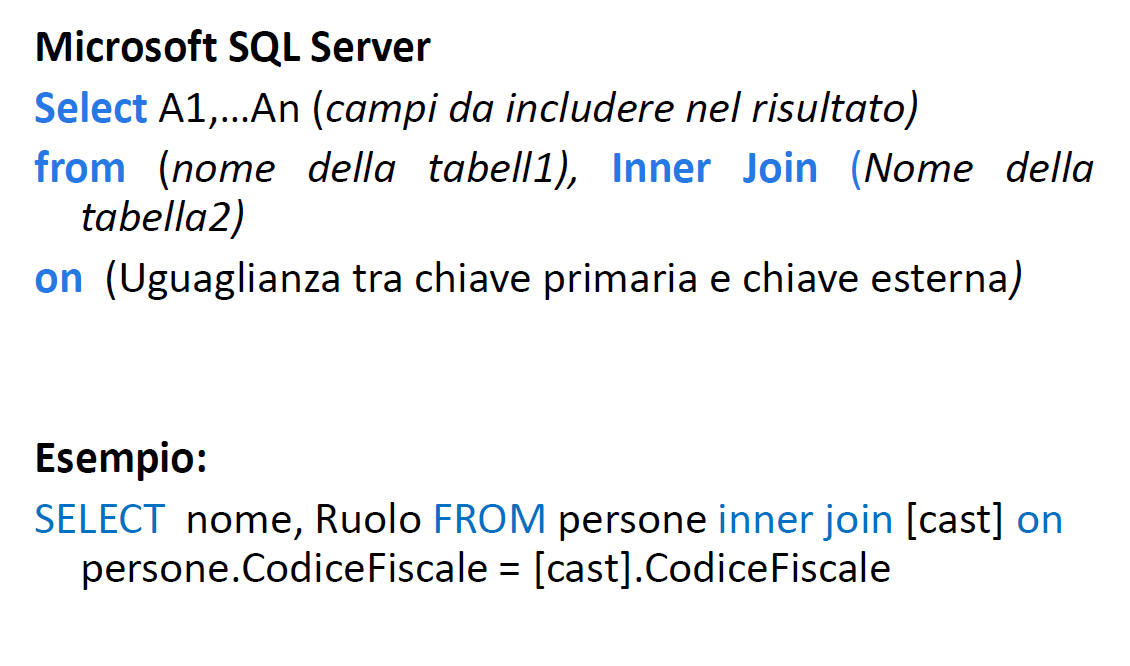 Microsoft SQL Server
Select A1,...An (campi da includere nel risultato)
from (nome della tabell1), Inner Join (Nome della
tabella2)
on (Uguaglianza tra chiave primaria e chiave esterna)
Esempio:
SELECT nome, Ruolo FROM persone inner join [cast] on
persone.CodiceFiscale = [cast].CodiceFiscale